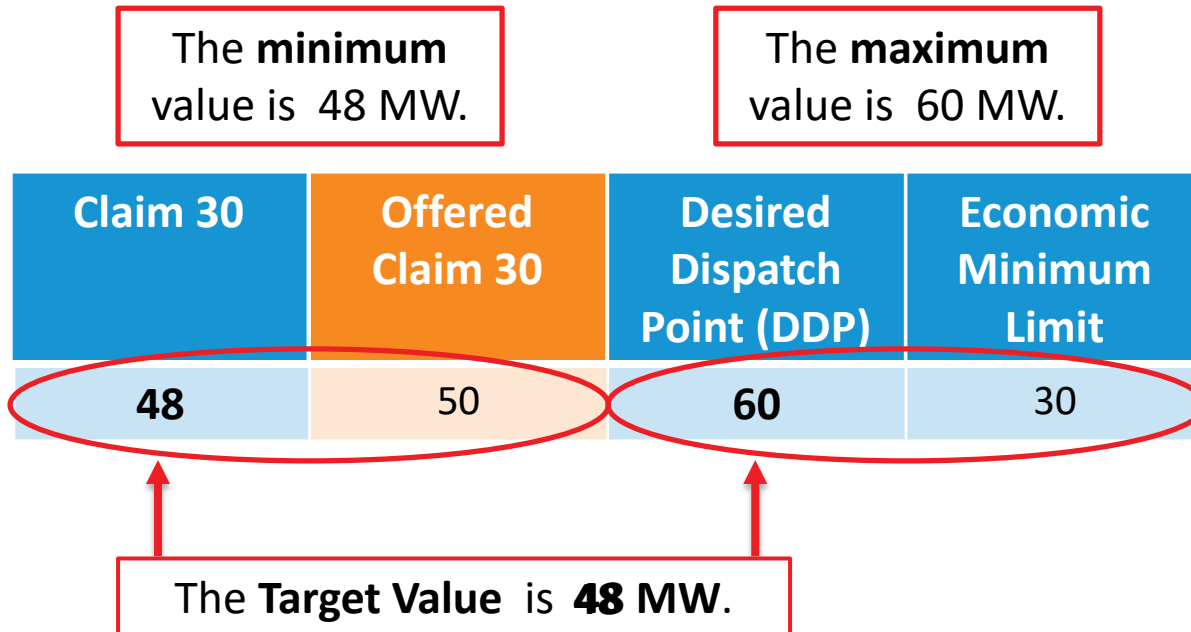 The minimum
value is 48 MW.
The maximum
value is 60 MW.
Claim 30
Offered
Claim 30
Desired
Dispatch
Point (DDP)
Economic
Minimum
Limit
48
50
60
30
The Target Value is 48 MW.